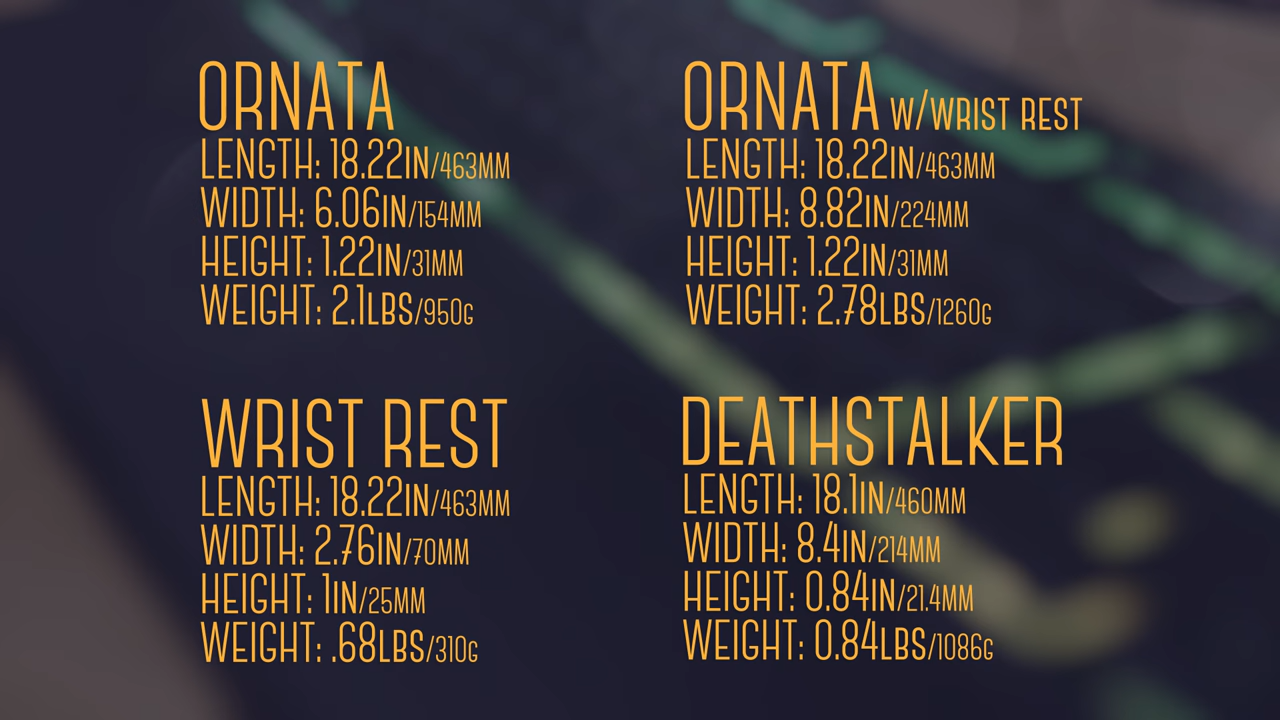 ORNATA
LENGTH: 18.22IN/463MM
WIDTH: 6.06IN/154MM
HEIGHT: 1.22IN/31MM
WEIGHT: 2.1LBS/950G
ORNATA W/WRIST REST
LENGTH: 18.22IN/463MM
WIDTH: 8.82IN/224MM
HEIGHT: 1.22IN/31MM
WEIGHT: 2.78LBS/1260G
WRIST REST
LENGTH: 18.22IN/463MM
WIDTH: 2.76IN/70MM
HEIGHT: 1IN/25MM
WEIGHT: .68LBS/310G
DEATHSTALKER
LENGTH: 18.1IN/460MM
WIDTH: 8.4IN/214MM
HEIGHT: 0.84IN/21.4MM
WEIGHT: 0.84LBS/1086G